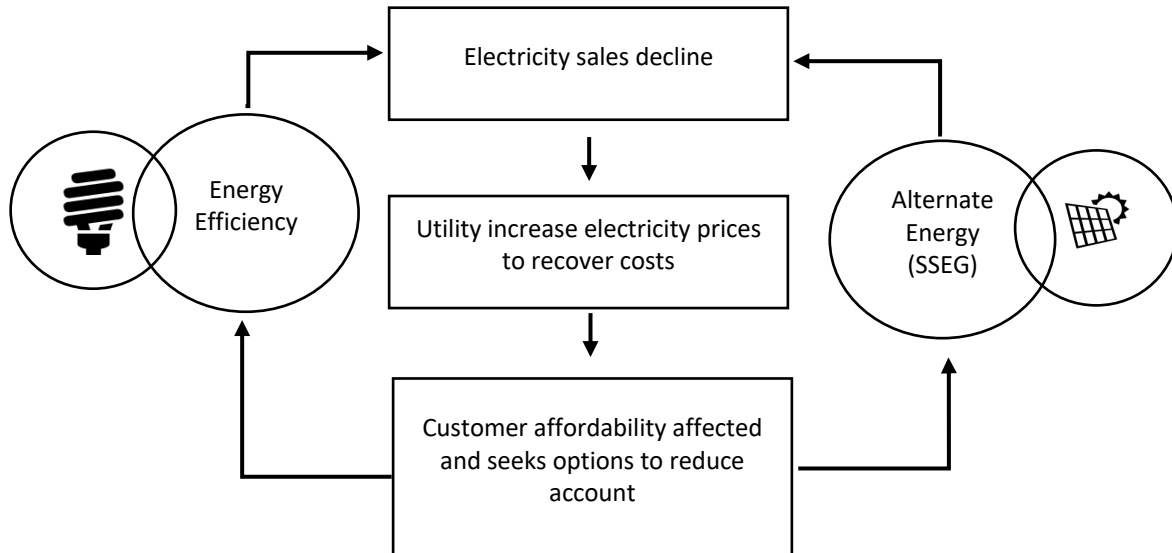 Electricity sales decline
Energy
Efficiency
Utility increase electricity prices
to recover costs
Alternate
Energy
(SSEG)
Customer affordability affected
and seeks options to reduce
account